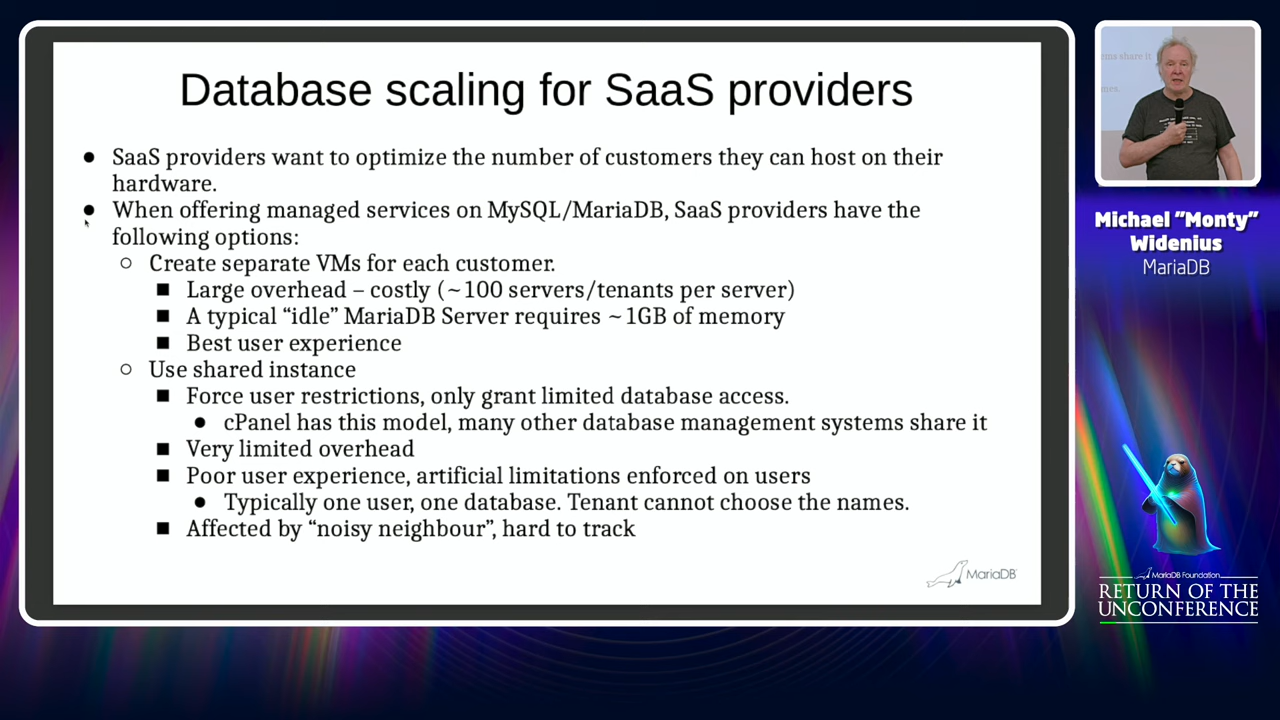 Database scaling for SaaS providers
● SaaS providers want to optimize the number of customers they can host on their
hardware.
● When offering managed services on MySQL/MariaDB, SaaS providers have the
following options:
○ Create separate VMs for each customer.
■ Large overhead – costly (~100 servers/tenants per server)
■ A typical “idle” MariaDB Server requires ~1GB of memory
■ Best user experience
○ Use shared instance
■ Force user restrictions, only grant limited database access.
● cPanel has this model, many other database management systems share it
■ Very limited overhead
■ Poor user experience, artificial limitations enforced on users
● Typically one user, one database. Tenant cannot choose the names.
■ Affected by “noisy neighbour”, hard to track
MariaDB
ms share it
mes.
Michael ”Monty”
Widenius
MariaDB
MariaDB Foundation
RETURN OF THE
UNCONFERENCE